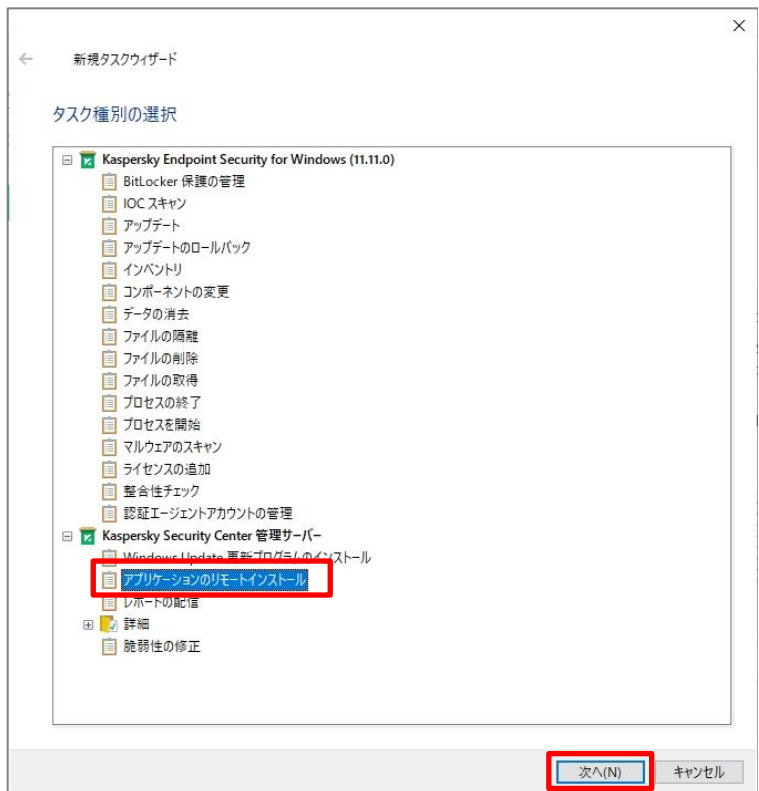 新規タスクウィザード
タスク種別の選択
Kaspersky Endpoint Security for Windows (11.11.0)
BitLocker 保護の管理
IOC スキャン
アップデート
アップデートのロールバック
インベントリ
コンポーネントの変更
データの消去
ファイルの隔離
ファイルの削除
ファイルの取得
プロセスの終了
プロセスを開始
マルウェアのスキャン
ライセンスの追加
整合性チェック
認証エージェントアカウントの管理
Kaspersky Security Center 管理サーバー
Windows Update 更新プログラムのインストール
アプリケーションのリモートインストール
レポートの配信
詳細
脆弱性の修正
次へ(N) キャンセル